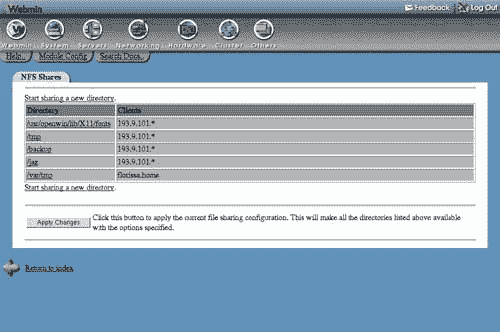 Webmin
Feedback Log Out
Webmin System Servers Networking Hardware Cluster Others
Help.. Module Config Search Docs..
NFS Shares
Start sharing a new directory.
Directory Clients
/usr/openwin/lib/X11/fonts 193.9.101.*
/tmp 193.9.101.*
/backup 193.9.101.*
/jaz 193.9.101.*
/var/tmp florissa.home
Start sharing a new directory.
Apply Changes Click this button to apply the current file sharing configuration. This will make all the directories listed above available
with the options specified.
Return to index